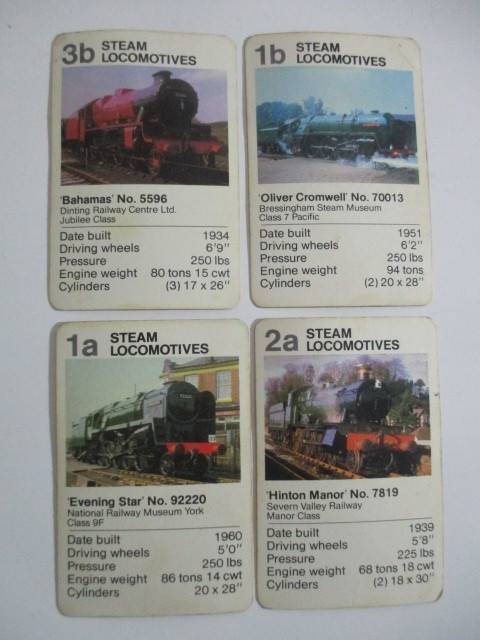 3b STEAM
LOCOMOTIVES
'Bahamas' No. 5596
Dinting Railway Centre Ltd.
Jubilee Class
Date built 1934
Driving wheels 6'9"
Pressure 250 lbs
Engine weight 80 tons 15 cwt
Cylinders (3) 17 x 26"
1b STEAM
LOCOMOTIVES
'Oliver Cromwell' No. 70013
Bressingham Steam Museum
Class 7 Pacific
Date built 1951
Driving wheels 6'2"
Pressure 250 lbs
Engine weight 94 tons
Cylinders (2) 20 x 28"
1a STEAM
LOCOMOTIVES
'Evening Star' No. 92220
National Railway Museum York
Class 9F
Date built 1960
Driving wheels 5'0"
Pressure 250 lbs
Engine weight 86 tons 14 cwt
Cylinders 20 x 28"
2a STEAM
LOCOMOTIVES
'Hinton Manor' No. 7819
Severn Valley Railway
Manor Class
Date built 1939
Driving wheels 5'8"
Pressure 225 lbs
Engine weight 68 tons 18 cwt
Cylinders (2) 18 x 30"